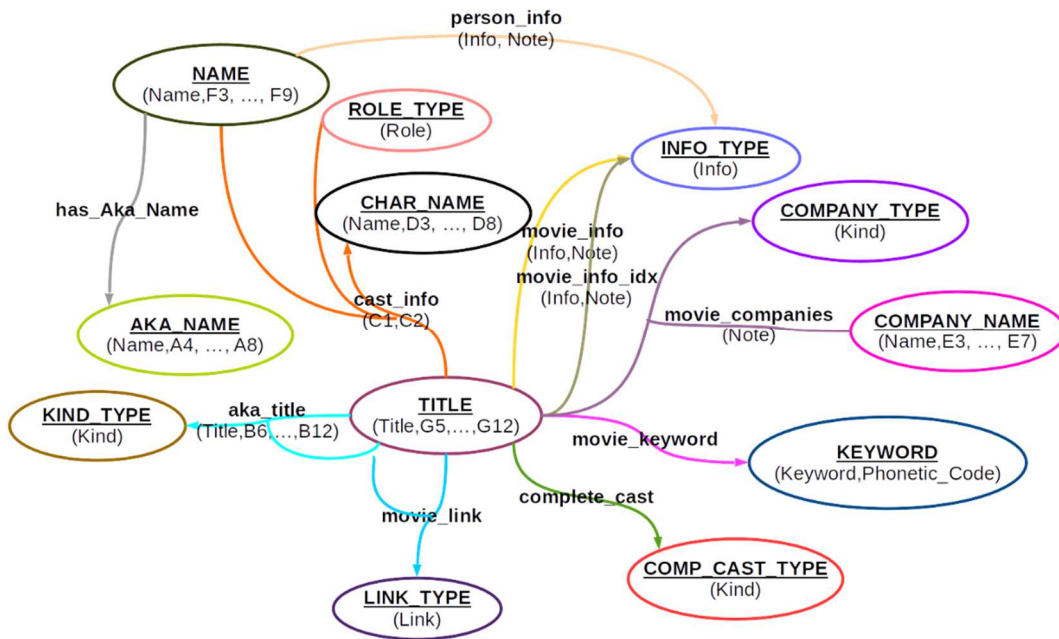 person_info
(Info, Note)
NAME
(Name,F3, ..., F9)
ROLE_TYPE
(Role)
INFO_TYPE
(Info)
has_Aka_Name
CHAR_NAME
(Name,D3, ..., D8)
COMPANY_TYPE
(Kind)
movie_info
(Info,Note)
movie_info_idx
(Info,Note)
cast_info
(C1,C2)
movie_companies
(Note)
COMPANY_NAME
(Name,E3, ..., E7)
AKA_NAME
(Name,A4, ..., A8)
KIND_TYPE
(Kind)
aka_title
(Title,B6,...,B12)
TITLE
(Title,G5,...,G12)
movie_keyword
KEYWORD
(Keyword,Phonetic_Code)
complete_cast
movie_link
COMP_CAST_TYPE
(Kind)
LINK_TYPE
(Link)